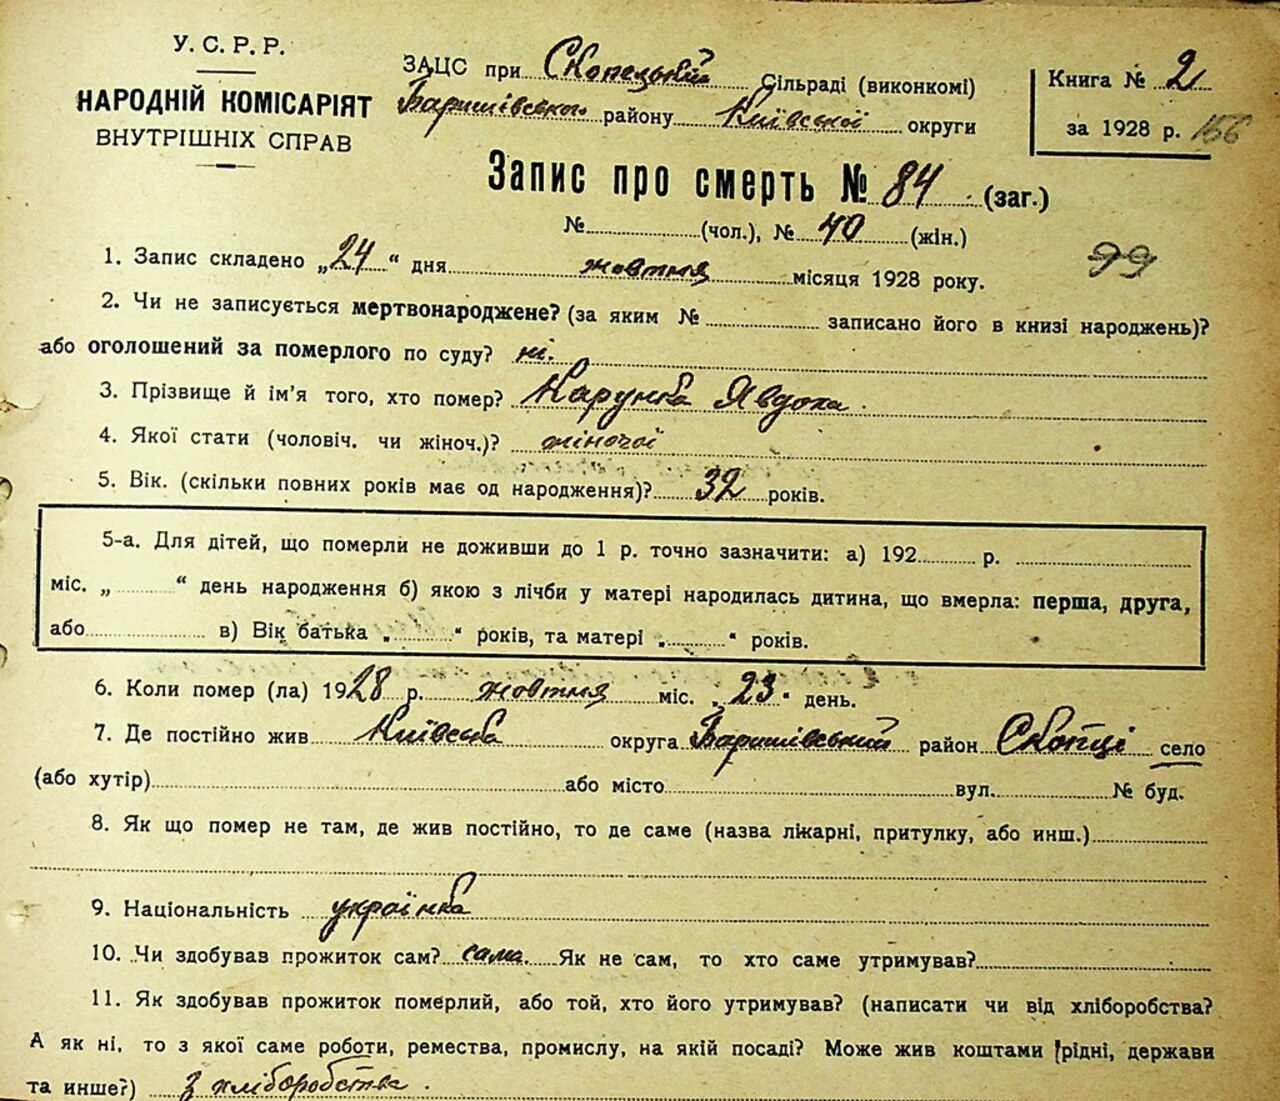 У. С. Р. Р.
НАРОДНІЙ КОМІСАРІЯТ
ВНУТРІШНІХ СПРАВ
ЗАЦС при Скопецькій Сільраді (виконкомі)
Баришівського району Київської округи
Книга № 2
за 1928 р. 156
Запис про смерть № 84 (заг.)
№ (чол.), № 40 (жін.)
99
1. Запис складено „24“ дня жовтня місяця 1928 року.
2. Чи не записується мертвонароджене? (за яким № записано його в книзі народжень)?
або оголошений за померлого по суду? ні.
3. Прізвище й ім'я того, хто помер? Карунка Явдоха.
4. Якої стати (чоловіч. чи жіноч.)? жіночої
5. Вік. (скільки повних років має од народження)? 32 років.
5-а. Для дітей, що померли не доживши до 1 р. точно зазначити: а) 192 р.
міс. „ “ день народження б) якою з лічби у матері народилась дитина, що вмерла: перша, друга,
або в) Вік батька „ “ років, та матері „ “ років.
6. Коли помер (ла) 1928 р. жовтня міс. „23“ день.
7. Де постійно жив Київська округа Баришівський район Скопці село
(або хутір) або місто вул. № буд.
8. Як що помер не там, де жив постійно, то де саме (назва лікарні, притулку, або инш.)
9. Національність українка
10. Чи здобував прожиток сам? сама. Як не сам, то хто саме утримував?
11. Як здобував прожиток померлий, або той, хто його утримував? (написати чи від хліборобства?
А як ні, то з якої саме роботи, ремества, промислу, на якій посаді? Може жив коштами рідні, держави
та инше?) З хліборобства.